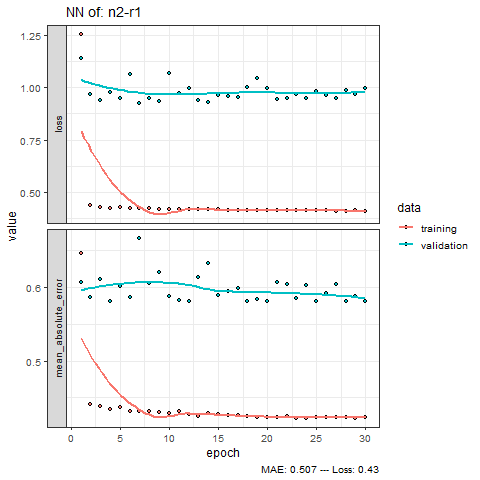 NN of: n2-r1
value
loss
1.25
1.00
0.75
0.50
mean_absolute_error
0.6
0.5
0 5 10 15 20 25 30
epoch
data
training
validation
MAE: 0.507 --- Loss: 0.43